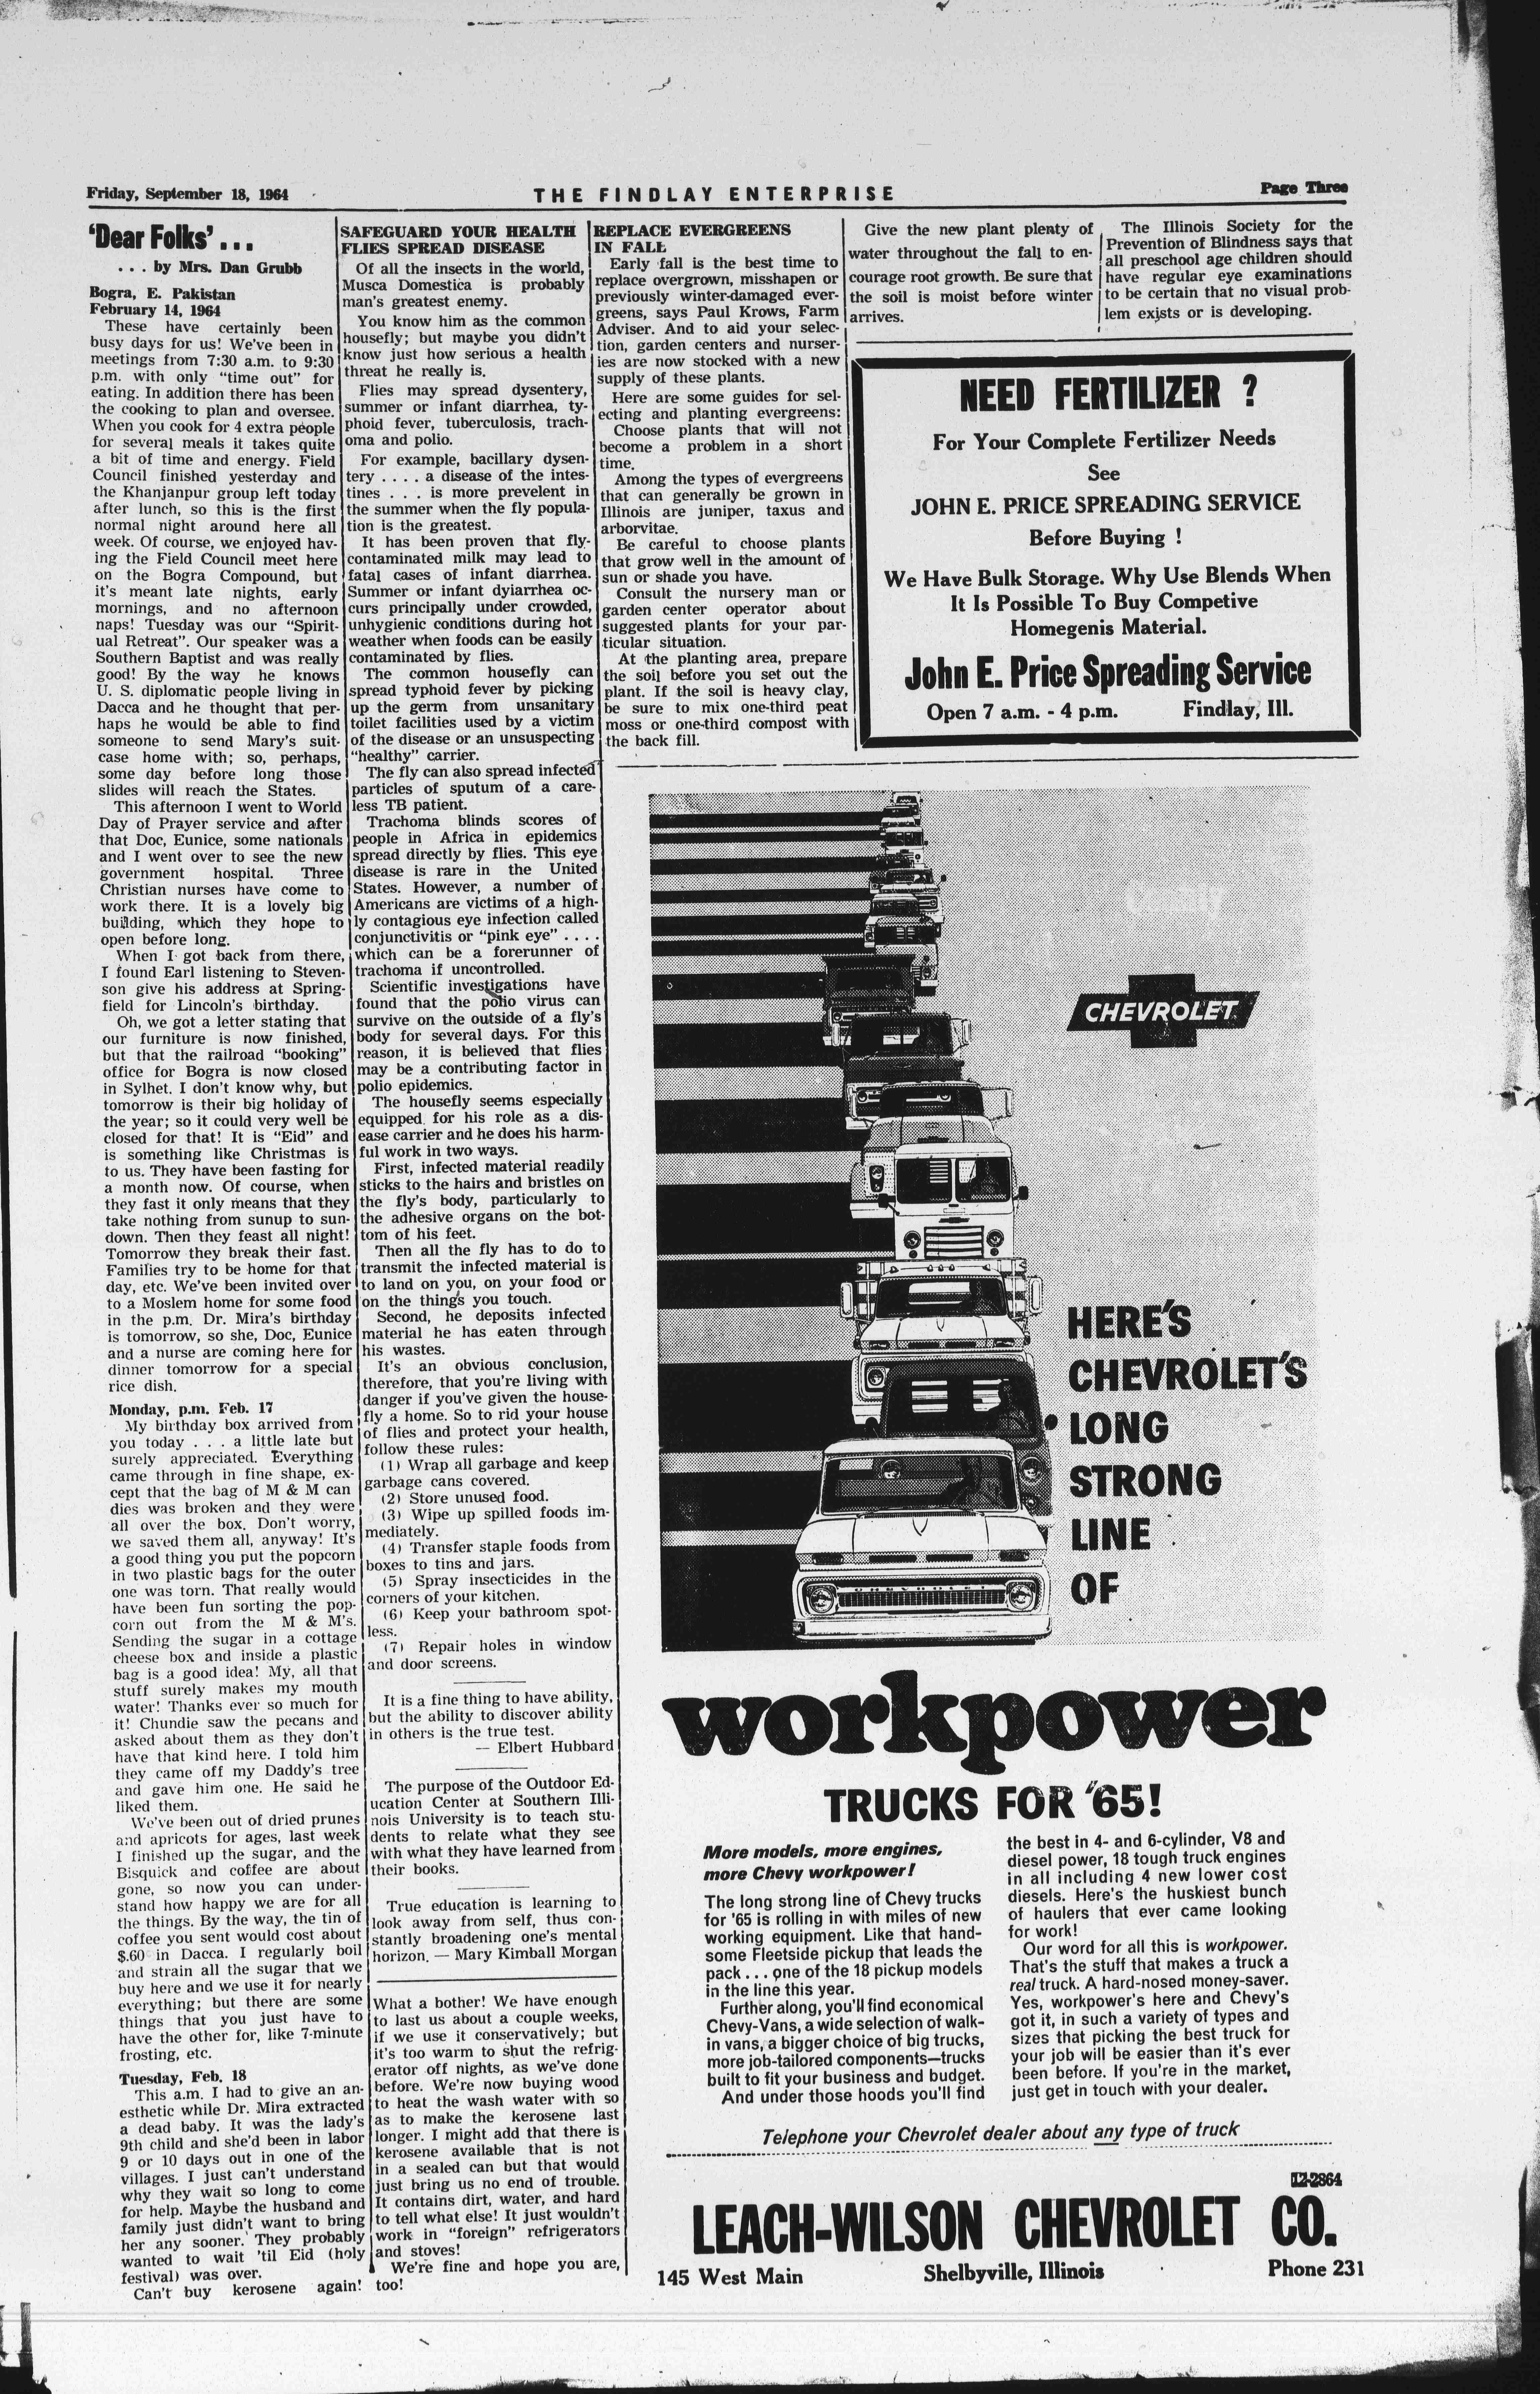 Friday, September 18, 1964
THE FINDLAY ENTERPRISE
Page Three
'Dear Folks'...
... by Mrs. Dan Grubb
Bogra, E. Pakistan
February 14, 1964
These have certainly been
busy days for us! We've been in
meetings from 7:30 a.m. to 9:30
p.m. with only "time out" for
eating. In addition there has been
the cooking to plan and oversee.
When you cook for 4 extra people
for several meals it takes quite
a bit of time and energy. Field
Council finished yesterday and
the Khanjanpur group left today
after lunch, so this is the first
normal night around here all
week. Of course, we enjoyed hav-
ing the Field Council meet here
on the Bogra Compound, but
it's meant late nights, early
mornings, and no afternoon
naps! Tuesday was our "Spirit-
ual Retreat". Our speaker was a
Southern Baptist and was really
good! By the way he knows
U. S. diplomatic people living in
Dacca and he thought that per-
haps he would be able to find
someone to send Mary's suit-
case home with; so, perhaps,
some day before long those
slides will reach the States.
This afternoon I went to World
Day of Prayer service and after
that Doc, Eunice, some nationals
and I went over to see the new
government hospital. Three
Christian nurses have come to
work there. It is a lovely big
building, which they hope to
open before long.
When I got back from there,
I found Earl listening to Steven-
son give his address at Spring-
field for Lincoln's birthday.
Oh, we got a letter stating that
our furniture is now finished,
but that the railroad "booking"
office for Bogra is now closed
in Sylhet. I don't know why, but
tomorrow is their big holiday of
the year; so it could very well be
closed for that! It is "Eid" and
is something like Christmas is
to us. They have been fasting for
a month now. Of course, when
they fast it only means that they
take nothing from sunup to sun-
down. Then they feast all night!
Tomorrow they break their fast.
Families try to be home for that
day, etc. We've been invited over
to a Moslem home for some food
in the p.m. Dr. Mira's birthday
is tomorrow, so she, Doc, Eunice
and a nurse are coming here for
dinner tomorrow for a special
rice dish.
Monday, p.m. Feb. 17
My birthday box arrived from
you today . . . a little late but
surely appreciated. Everything
came through in fine shape, ex-
cept that the bag of M & M can
dies was broken and they were
all over the box. Don't worry,
we saved them all, anyway! It's
a good thing you put the popcorn
in two plastic bags for the outer
one was torn. That really would
have been fun sorting the pop-
corn out from the M & M's.
Sending the sugar in a cottage
cheese box and inside a plastic
bag is a good idea! My, all that
stuff surely makes my mouth
water! Thanks ever so much for
it! Chundie saw the pecans and
asked about them as they don't
have that kind here. I told him
they came off my Daddy's tree
and gave him one. He said he
liked them.
We've been out of dried prunes
and apricots for ages, last week
I finished up the sugar, and the
Bisquick and coffee are about
gone, so now you can under-
stand how happy we are for all
the things. By the way, the tin of
coffee you sent would cost about
$.60 in Dacca. I regularly boil
and strain all the sugar that we
buy here and we use it for nearly
everything; but there are some
things that you just have to
have the other for, like 7-minute
frosting, etc.
Tuesday, Feb. 18
This a.m. I had to give an an-
esthetic while Dr. Mira extracted
a dead baby. It was the lady's
9th child and she'd been in labor
9 or 10 days out in one of the
villages. I just can't understand
why they wait so long to come
for help. Maybe the husband and
family just didn't want to bring
her any sooner. They probably
wanted to wait 'til Eid (holy
festival) was over.
Can't buy kerosene again!
SAFEGUARD YOUR HEALTH
FLIES SPREAD DISEASE
Of all the insects in the world,
Musca Domestica is probably
man's greatest enemy.
You know him as the common
housefly; but maybe you didn't
know just how serious a health
threat he really is.
Flies may spread dysentery,
summer or infant diarrhea, ty-
phoid fever, tuberculosis, trach-
oma and polio.
For example, bacillary dysen-
tery . . . . a disease of the intes-
tines . . . is more prevelent in
the summer when the fly popula-
tion is the greatest.
It has been proven that fly-
contaminated milk may lead to
fatal cases of infant diarrhea.
Summer or infant dyiarrhea oc-
curs principally under crowded,
unhygienic conditions during hot
weather when foods can be easily
contaminated by flies.
The common housefly can
spread typhoid fever by picking
up the germ from unsanitary
toilet facilities used by a victim
of the disease or an unsuspecting
"healthy" carrier.
The fly can also spread infected
particles of sputum of a care-
less TB patient.
Trachoma blinds scores of
people in Africa in epidemics
spread directly by flies. This eye
disease is rare in the United
States. However, a number of
Americans are victims of a high-
ly contagious eye infection called
conjunctivitis or "pink eye" . . . .
which can be a forerunner of
trachoma if uncontrolled.
Scientific investigations have
found that the polio virus can
survive on the outside of a fly's
body for several days. For this
reason, it is believed that flies
may be a contributing factor in
polio epidemics.
The housefly seems especially
equipped for his role as a dis-
ease carrier and he does his harm-
ful work in two ways.
First, infected material readily
sticks to the hairs and bristles on
the fly's body, particularly to
the adhesive organs on the bot-
tom of his feet.
Then all the fly has to do to
transmit the infected material is
to land on you, on your food or
on the things you touch.
Second, he deposits infected
material he has eaten through
his wastes.
It's an obvious conclusion,
therefore, that you're living with
danger if you've given the house-
fly a home. So to rid your house
of flies and protect your health,
follow these rules:
(1) Wrap all garbage and keep
garbage cans covered.
(2) Store unused food.
(3) Wipe up spilled foods im-
mediately.
(4) Transfer staple foods from
boxes to tins and jars.
(5) Spray insecticides in the
corners of your kitchen.
(6) Keep your bathroom spot-
less.
(7) Repair holes in window
and door screens.
It is a fine thing to have ability,
but the ability to discover ability
in others is the true test.
— Elbert Hubbard
The purpose of the Outdoor Ed-
ucation Center at Southern Illi-
nois University is to teach stu-
dents to relate what they see
with what they have learned from
their books.
True education is learning to
look away from self, thus con-
stantly broadening one's mental
horizon. — Mary Kimball Morgan
What a bother! We have enough
to last us about a couple weeks,
if we use it conservatively; but
it's too warm to shut the refrig-
erator off nights, as we've done
before. We're now buying wood
to heat the wash water with so
as to make the kerosene last
longer. I might add that there is
kerosene available that is not
in a sealed can but that would
just bring us no end of trouble.
It contains dirt, water, and hard
to tell what else! It just wouldn't
work in "foreign" refrigerators
and stoves!
We're fine and hope you are,
too!
REPLACE EVERGREENS
IN FALL
Early fall is the best time to
replace overgrown, misshapen or
previously winter-damaged ever-
greens, says Paul Krows, Farm
Adviser. And to aid your selec-
tion, garden centers and nurser-
ies are now stocked with a new
supply of these plants.
Here are some guides for sel-
ecting and planting evergreens:
Choose plants that will not
become a problem in a short
time.
Among the types of evergreens
that can generally be grown in
Illinois are juniper, taxus and
arborvitae.
Be careful to choose plants
that grow well in the amount of
sun or shade you have.
Consult the nursery man or
garden center operator about
suggested plants for your par-
ticular situation.
At the planting area, prepare
the soil before you set out the
plant. If the soil is heavy clay,
be sure to mix one-third peat
moss or one-third compost with
the back fill.
Give the new plant plenty of
water throughout the fall to en-
courage root growth. Be sure that
the soil is moist before winter
arrives.
The Illinois Society for the
Prevention of Blindness says that
all preschool age children should
have regular eye examinations
to be certain that no visual prob-
lem exists or is developing.
NEED FERTILIZER ?
For Your Complete Fertilizer Needs
See
JOHN E. PRICE SPREADING SERVICE
Before Buying !
We Have Bulk Storage. Why Use Blends When
It Is Possible To Buy Competive
Homegenis Material.
John E. Price Spreading Service
Open 7 a.m. - 4 p.m. Findlay, Ill.
CHEVROLET
HERE'S
CHEVROLET'S
LONG
STRONG
LINE
OF
CHEVROLET
workpower
TRUCKS FOR '65!
More models, more engines,
more Chevy workpower!
The long strong line of Chevy trucks
for '65 is rolling in with miles of new
working equipment. Like that hand-
some Fleetside pickup that leads the
pack... one of the 18 pickup models
in the line this year.
Further along, you'll find economical
Chevy-Vans, a wide selection of walk-
in vans, a bigger choice of big trucks,
more job-tailored components—trucks
built to fit your business and budget.
And under those hoods you'll find
the best in 4- and 6-cylinder, V8 and
diesel power, 18 tough truck engines
in all including 4 new lower cost
diesels. Here's the huskiest bunch
of haulers that ever came looking
for work!
Our word for all this is workpower.
That's the stuff that makes a truck a
real truck. A hard-nosed money-saver.
Yes, workpower's here and Chevy's
got it, in such a variety of types and
sizes that picking the best truck for
your job will be easier than it's ever
been before. If you're in the market,
just get in touch with your dealer.
Telephone your Chevrolet dealer about any type of truck
12-2864
LEACH-WILSON CHEVROLET CO.
145 West Main Shelbyville, Illinois Phone 231